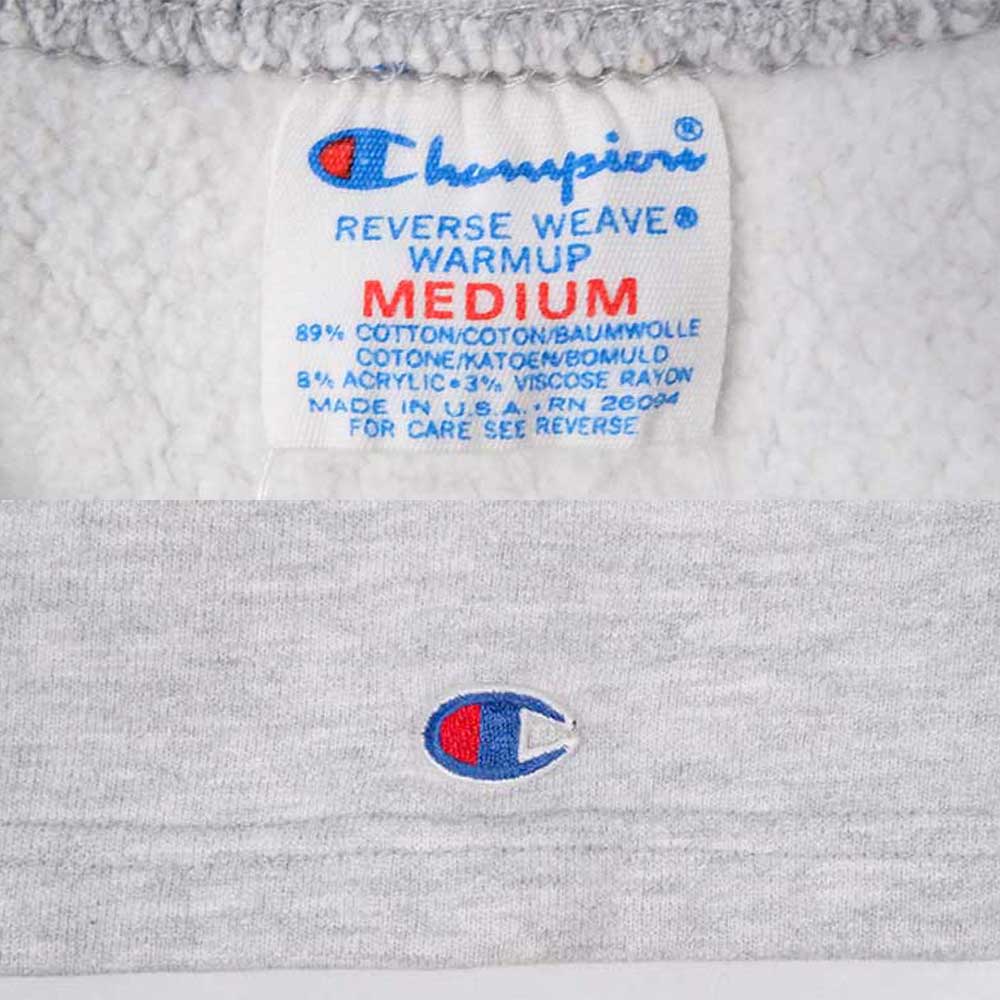 Champion®
REVERSE WEAVE®
WARMUP
MEDIUM
89% COTTON/COTON/BAUMWOLLE
COTONE/KATOEN/BOMULD
8% ACRYLIC•3% VISCOSE RAYON
MADE IN U.S.A.•RN 26094
FOR CARE SEE REVERSE